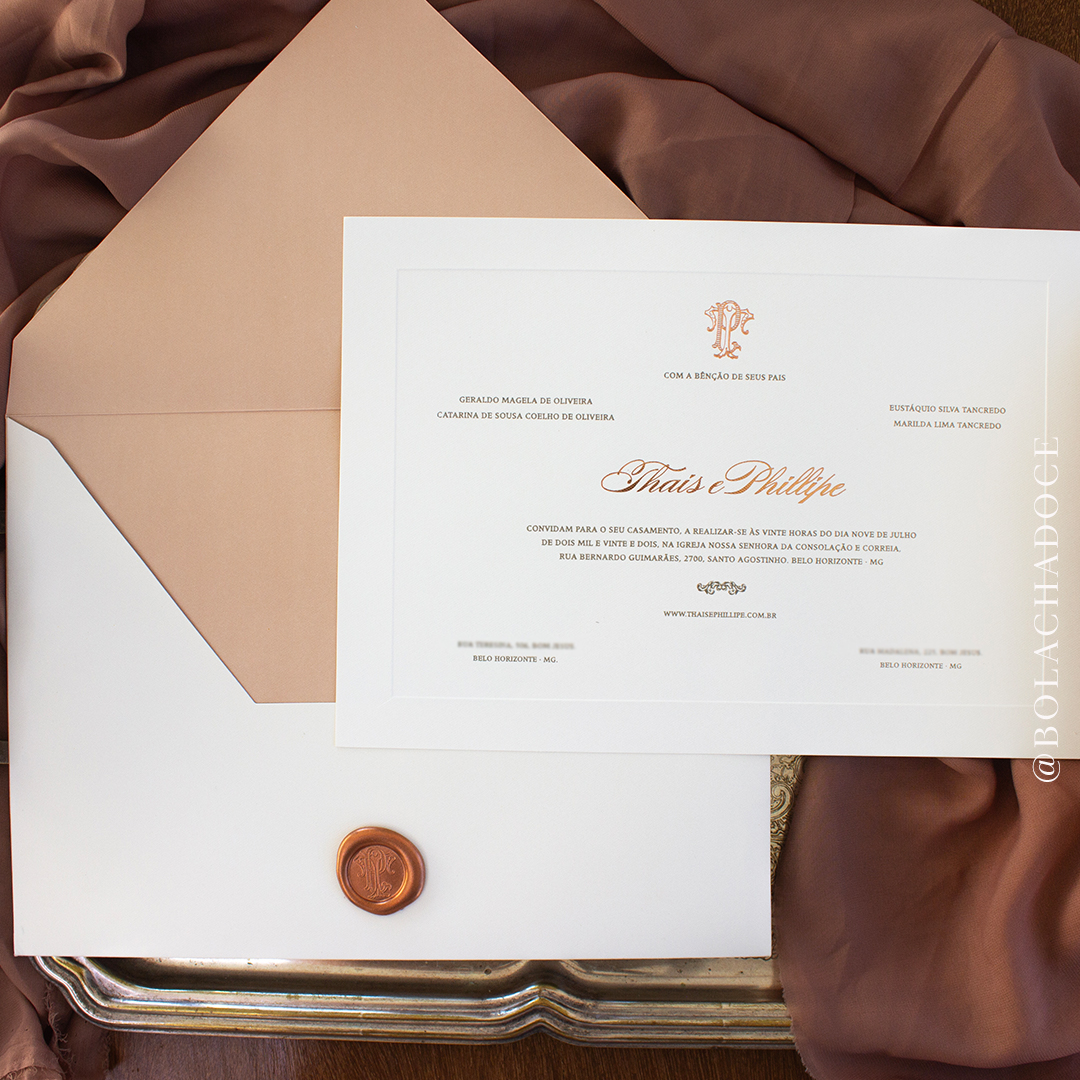 COM A BÊNÇÃO DE SEUS PAIS
GERALDO MAGELA DE OLIVEIRA
CATARINA DE SOUSA COELHO DE OLIVEIRA
EUSTÁQUIO SILVA TANCREDO
MARILDA LIMA TANCREDO
Thais e Phillipe
CONVIDAM PARA O SEU CASAMENTO, A REALIZAR-SE ÀS VINTE HORAS DO DIA NOVE DE JULHO
DE DOIS MIL E VINTE E DOIS, NA IGREJA NOSSA SENHORA DA CONSOLAÇÃO E CORREIA.
RUA BERNARDO GUIMARÃES, 2700, SANTO AGOSTINHO. BELO HORIZONTE · MG
WWW.THAISEPHILLIPE.COM.BR
BELO HORIZONTE · MG.
BELO HORIZONTE · MG
@BOLACHADOCE